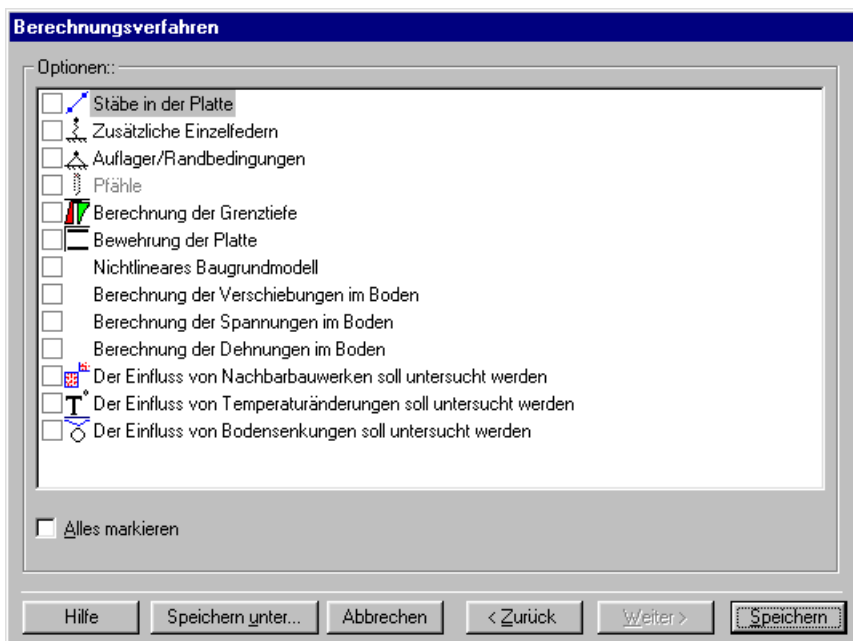 Berechnungsverfahren
Optionen::
Stäbe in der Platte
Zusätzliche Einzelfedern
Auflager/Randbedingungen
Pfähle
Berechnung der Grenztiefe
Bewehrung der Platte
Nichtlineares Baugrundmodell
Berechnung der Verschiebungen im Boden
Berechnung der Spannungen im Boden
Berechnung der Dehnungen im Boden
Der Einfluss von Nachbarbauwerken soll untersucht werden
T° Der Einfluss von Temperaturänderungen soll untersucht werden
Der Einfluss von Bodensenkungen soll untersucht werden
Alles markieren
Hilfe Speichern unter... Abbrechen < Zurück Weiter > Speichern